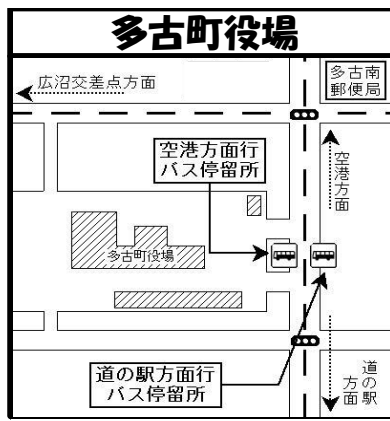 多古町役場
広沼交差点方面
多古南
郵便局
空港方面行
バス停留所
空港方面
多古町役場
道の駅方面行
バス停留所
道の駅
方面